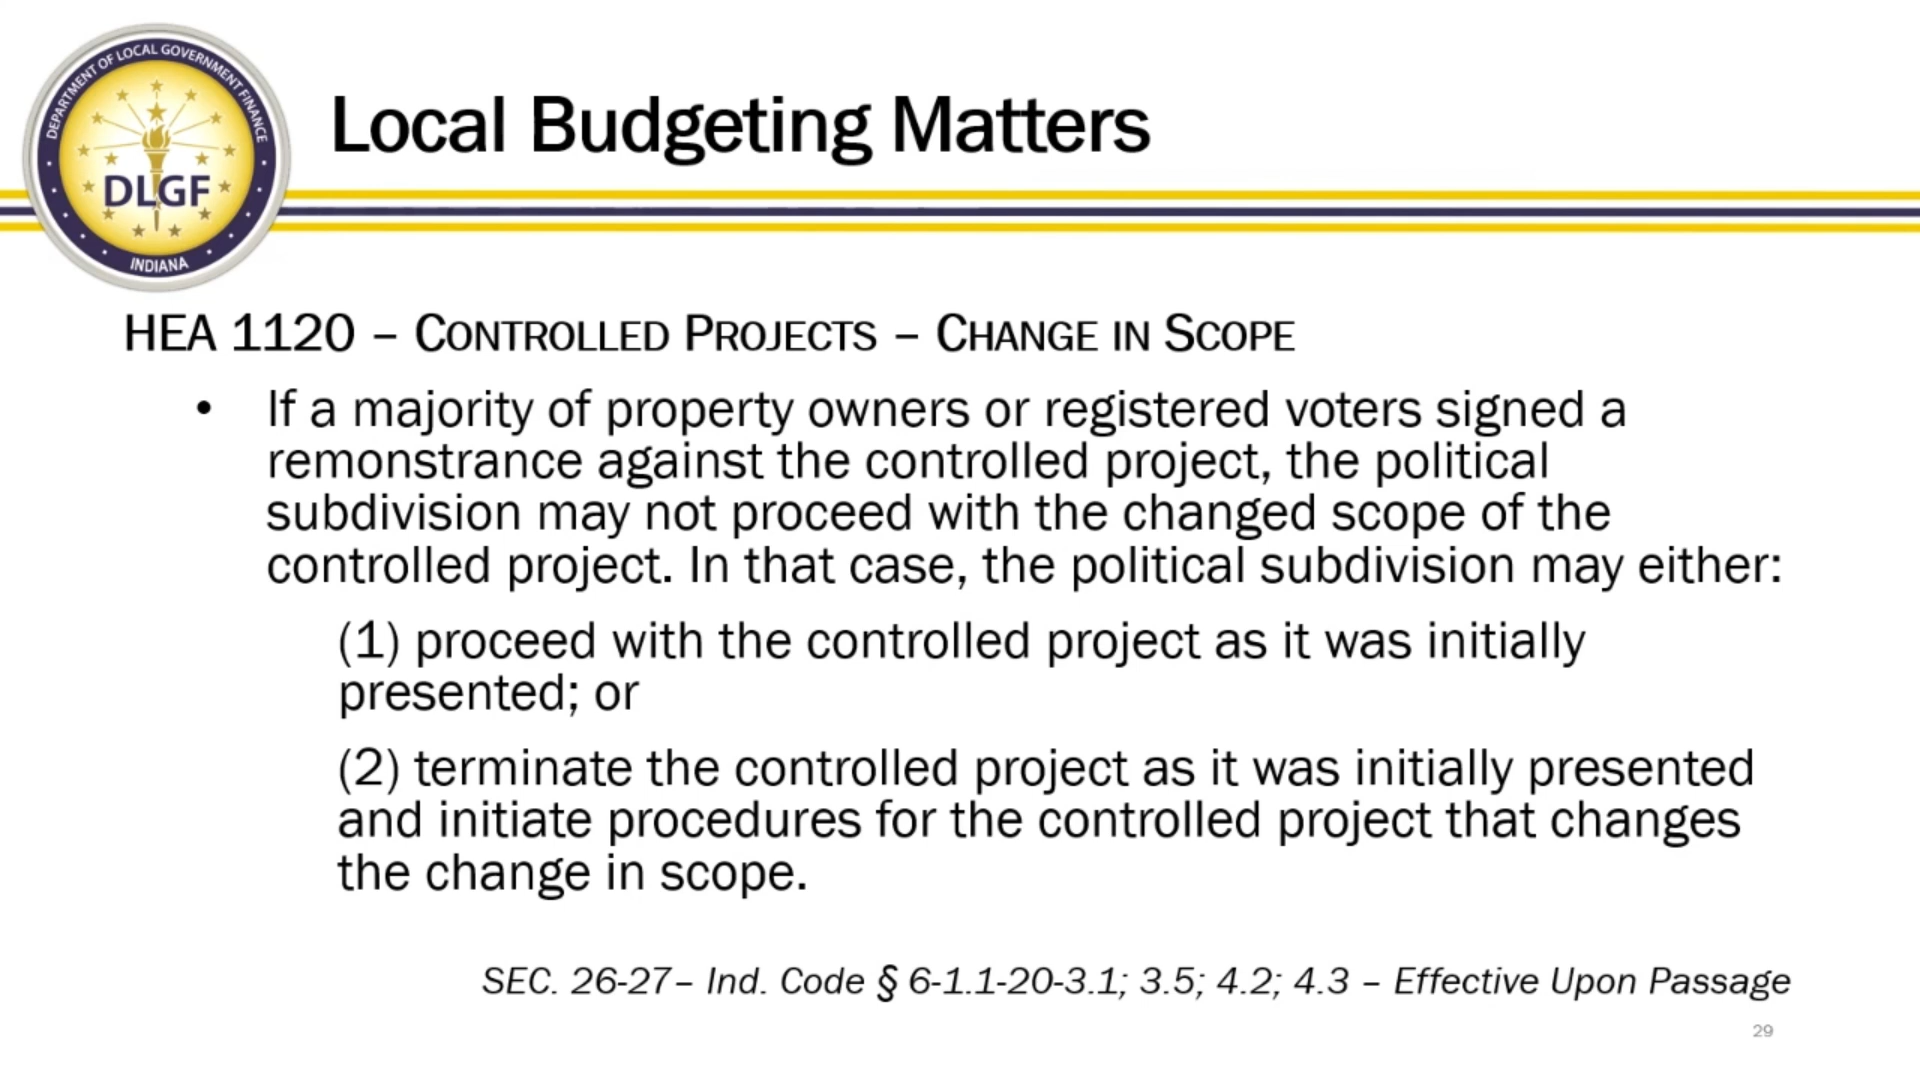 DEPARTMENT OF LOCAL GOVERNMENT FINANCE
DLGF
INDIANA
Local Budgeting Matters
HEA 1120 – CONTROLLED PROJECTS – CHANGE IN SCOPE
• If a majority of property owners or registered voters signed a
remonstrance against the controlled project, the political
subdivision may not proceed with the changed scope of the
controlled project. In that case, the political subdivision may either:
(1) proceed with the controlled project as it was initially
presented; or
(2) terminate the controlled project as it was initially presented
and initiate procedures for the controlled project that changes
the change in scope.
SEC. 26-27– Ind. Code § 6-1.1-20-3.1; 3.5; 4.2; 4.3 – Effective Upon Passage
29